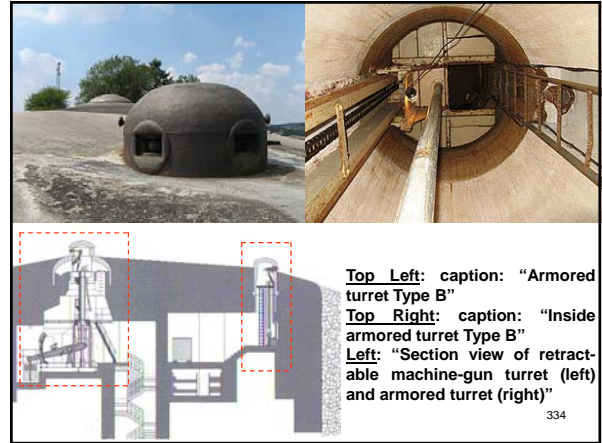 Top Left: caption: “Armored
turret Type B”
Top Right: caption: “Inside
armored turret Type B”
Left: “Section view of retract-
able machine-gun turret (left)
and armored turret (right)”
334